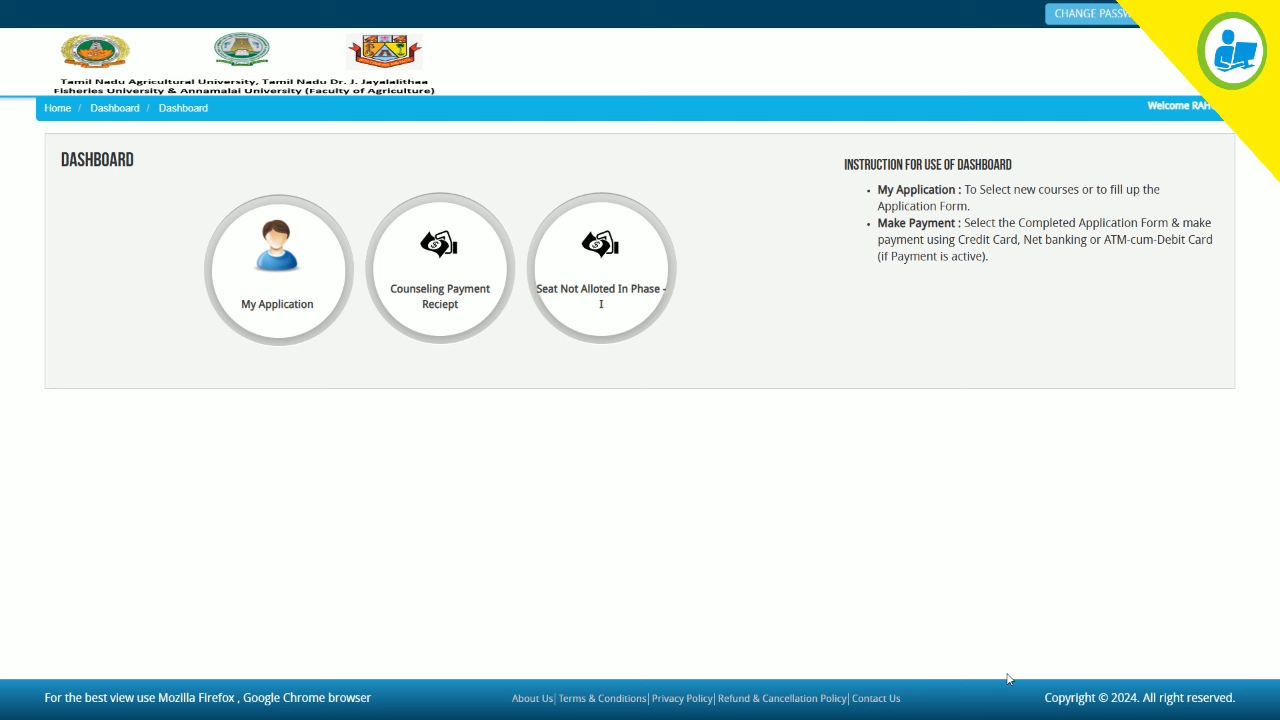 CHANGE
Tamil Nadu Agricultural University, Tamil Nadu Dr. J. Jayalalithaa
Fisheries University & Annamalai University (Faculty of Agriculture)
Home / Dashboard / Dashboard
Welcome
DASHBOARD
My Application
Counseling Payment
Reciept
Seat Not Alloted In Phase -
I
INSTRUCTION FOR USE OF DASHBOARD
• My Application : To Select new courses or to fill up the
Application Form.
• Make Payment : Select the Completed Application Form & make
payment using Credit Card, Net banking or ATM-cum-Debit Card
(if Payment is active).
For the best view use Mozilla Firefox , Google Chrome browser
About Us| Terms & Conditions| Privacy Policy| Refund & Cancellation Policy| Contact Us
Copyright © 2024. All right reserved.